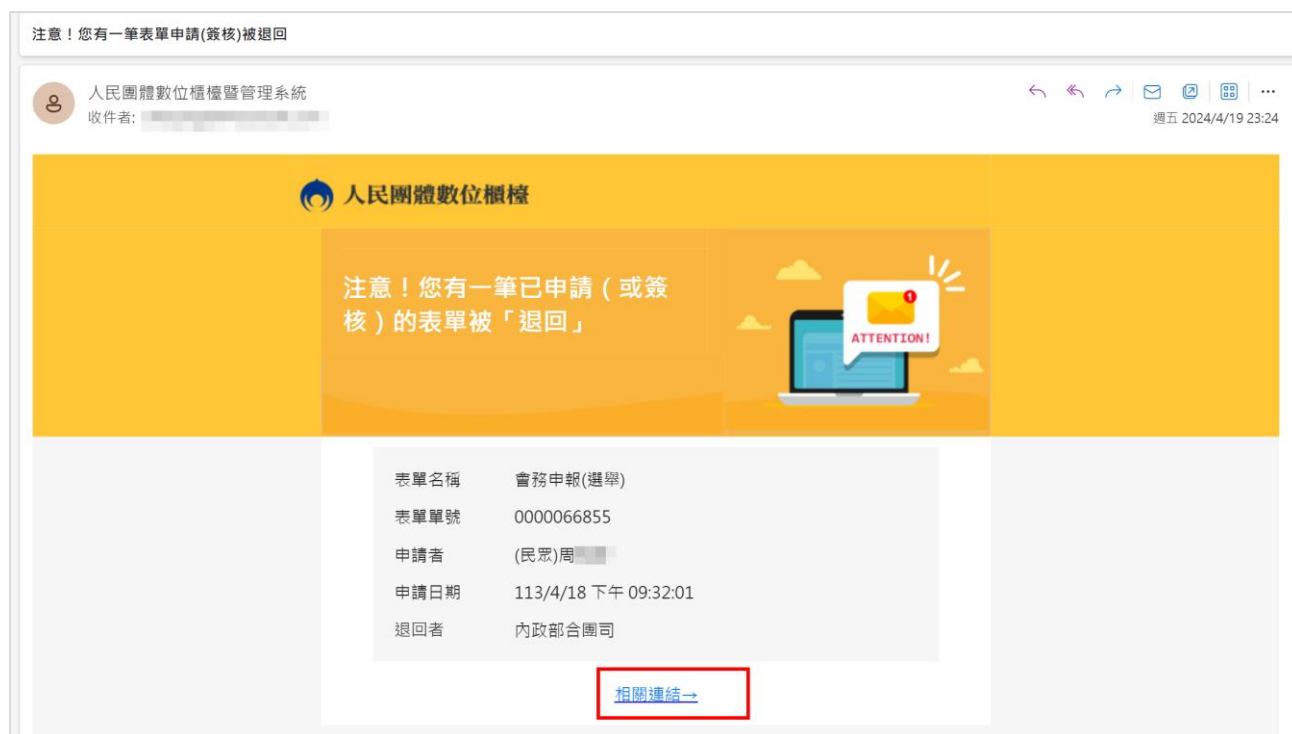 注意！您有一筆表單申請(簽核)被退回
人民團體數位櫃檯暨管理系統
收件者:
週五 2024/4/19 23:24
人民團體數位櫃檯
注意！您有一筆已申請（或簽
核）的表單被「退回」
1
ATTENTION!
表單名稱 會務申報(選舉)
表單單號 0000066855
申請者 (民眾)周
申請日期 113/4/18 下午 09:32:01
退回者 內政部合團司
相關連結→